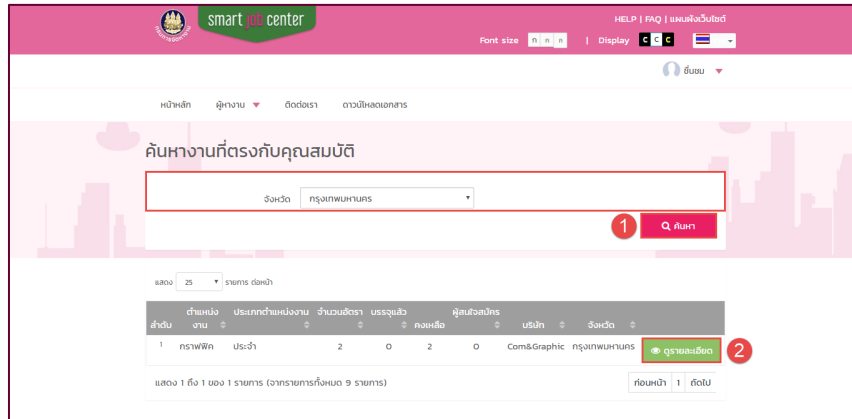 smart job center
HELP | FAQ | แผนผังเว็บไซต์
Font size ก ก ก | Display C C C
ชื่นชม
หน้าหลัก ผู้หางาน ติดต่อเรา ดาวน์โหลดเอกสาร
ค้นหางานที่ตรงกับคุณสมบัติ
จังหวัด กรุงเทพมหานคร
1 ค้นหา
แสดง 25 รายการ ต่อหน้า
ลำดับ ตำแหน่งงาน ประเภทตำแหน่งงาน จำนวนอัตรา บรรจุแล้ว คงเหลือ ผู้สนใจสมัคร บริษัท จังหวัด
1 กราฟฟิค ประจำ 2 0 2 0 Com&Graphic กรุงเทพมหานคร ดูรายละเอียด 2
แสดง 1 ถึง 1 ของ 1 รายการ (จากรายการทั้งหมด 9 รายการ) ก่อนหน้า 1 ถัดไป